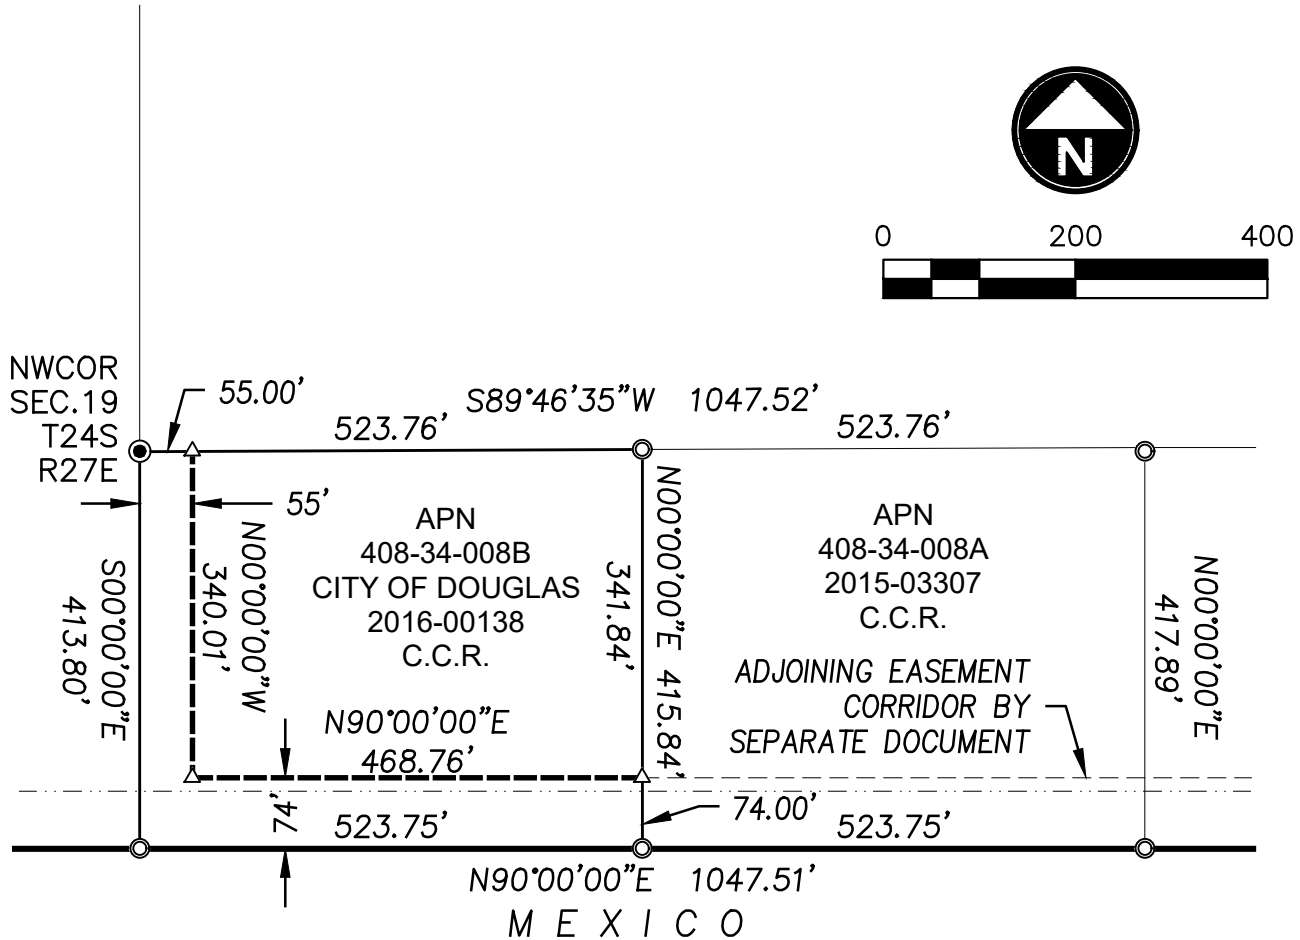 N
0 200 400
NWCOR
SEC.19
T24S
R27E
55.00'
S89°46'35"W 1047.52'
523.76'
523.76'
55'
S00°00'00"E
413.80'
N00°00'00"W
340.01'
APN
408-34-008B
CITY OF DOUGLAS
2016-00138
C.C.R.
341.84'
N00°00'00"E 415.84'
APN
408-34-008A
2015-03307
C.C.R.
N00°00'00"E
417.89'
ADJOINING EASEMENT
CORRIDOR BY
SEPARATE DOCUMENT
N90°00'00"E
468.76'
74'
74.00'
523.75'
523.75'
N90°00'00"E 1047.51'
MEXICO